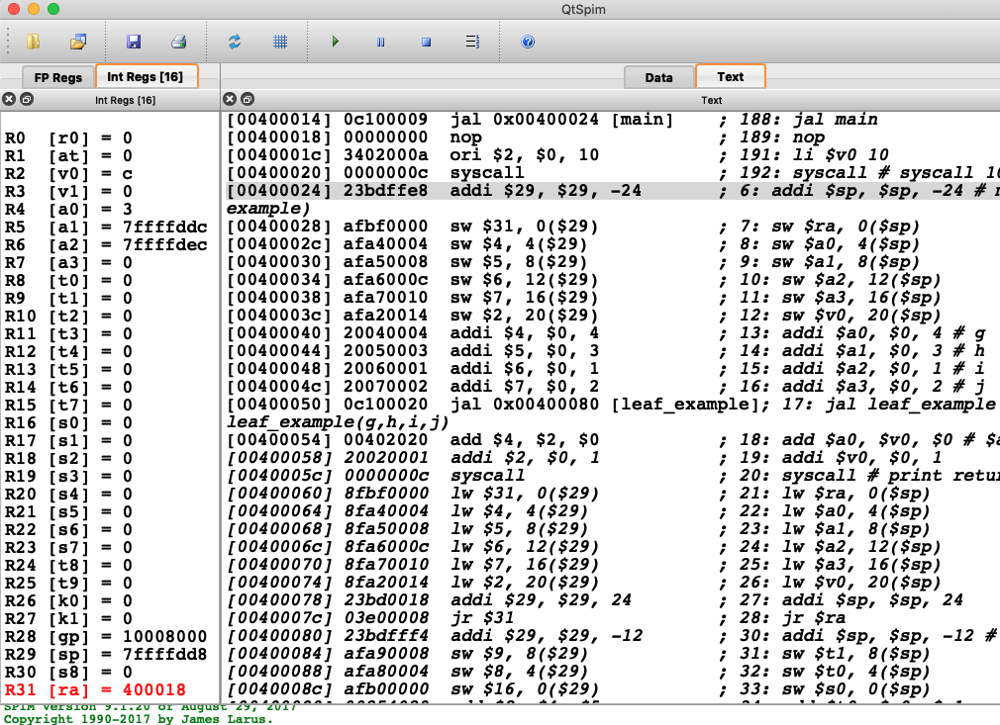 QtSpim
FP Regs
Int Regs [16]
Data
Text
Int Regs [16]
Text
R0 [r0] = 0
R1 [at] = 0
R2 [v0] = c
R3 [v1] = 0
R4 [a0] = 3
R5 [a1] = 7ffffddc
R6 [a2] = 7ffffdec
R7 [a3] = 0
R8 [t0] = 0
R9 [t1] = 0
R10 [t2] = 0
R11 [t3] = 0
R12 [t4] = 0
R13 [t5] = 0
R14 [t6] = 0
R15 [t7] = 0
R16 [s0] = 0
R17 [s1] = 0
R18 [s2] = 0
R19 [s3] = 0
R20 [s4] = 0
R21 [s5] = 0
R22 [s6] = 0
R23 [s7] = 0
R24 [t8] = 0
R25 [t9] = 0
R26 [k0] = 0
R27 [k1] = 0
R28 [gp] = 10008000
R29 [sp] = 7ffffdd8
R30 [s8] = 0
R31 [ra] = 400018
[00400014] 0c100009 jal 0x00400024 [main] ; 188: jal main
[00400018] 00000000 nop ; 189: nop
[0040001c] 3402000a ori $2, $0, 10 ; 191: li $v0 10
[00400020] 0000000c syscall ; 192: syscall # syscall 10
[00400024] 23bdffe8 addi $29, $29, -24 ; 6: addi $sp, $sp, -24 #
example)
[00400028] afbf0000 sw $31, 0($29) ; 7: sw $ra, 0($sp)
[0040002c] afa40004 sw $4, 4($29) ; 8: sw $a0, 4($sp)
[00400030] afa50008 sw $5, 8($29) ; 9: sw $a1, 8($sp)
[00400034] afa6000c sw $6, 12($29) ; 10: sw $a2, 12($sp)
[00400038] afa70010 sw $7, 16($29) ; 11: sw $a3, 16($sp)
[0040003c] afa20014 sw $2, 20($29) ; 12: sw $v0, 20($sp)
[00400040] 20040004 addi $4, $0, 4 ; 13: addi $a0, $0, 4 # g
[00400044] 20050003 addi $5, $0, 3 ; 14: addi $a1, $0, 3 # h
[00400048] 20060001 addi $6, $0, 1 ; 15: addi $a2, $0, 1 # i
[0040004c] 20070002 addi $7, $0, 2 ; 16: addi $a3, $0, 2 # j
[00400050] 0c100020 jal 0x00400080 [leaf_example]; 17: jal leaf_example
leaf_example(g,h,i,j)
[00400054] 00402020 add $4, $2, $0 ; 18: add $a0, $v0, $0 #
[00400058] 20020001 addi $2, $0, 1 ; 19: addi $v0, $0, 1
[0040005c] 0000000c syscall ; 20: syscall # print retur
[00400060] 8fbf0000 lw $31, 0($29) ; 21: lw $ra, 0($sp)
[00400064] 8fa40004 lw $4, 4($29) ; 22: lw $a0, 4($sp)
[00400068] 8fa50008 lw $5, 8($29) ; 23: lw $a1, 8($sp)
[0040006c] 8fa6000c lw $6, 12($29) ; 24: lw $a2, 12($sp)
[00400070] 8fa70010 lw $7, 16($29) ; 25: lw $a3, 16($sp)
[00400074] 8fa20014 lw $2, 20($29) ; 26: lw $v0, 20($sp)
[00400078] 23bd0018 addi $29, $29, 24 ; 27: addi $sp, $sp, 24
[0040007c] 03e00008 jr $31 ; 28: jr $ra
[00400080] 23bdfff4 addi $29, $29, -12 ; 30: addi $sp, $sp, -12 #
[00400084] afa90008 sw $9, 8($29) ; 31: sw $t1, 8($sp)
[00400088] afa80004 sw $8, 4($29) ; 32: sw $t0, 4($sp)
[0040008c] afb00000 sw $16, 0($29) ; 33: sw $s0, 0($sp)
SPIM Version 9.1.20 of August 29, 2017
Copyright 1990-2017 by James Larus.